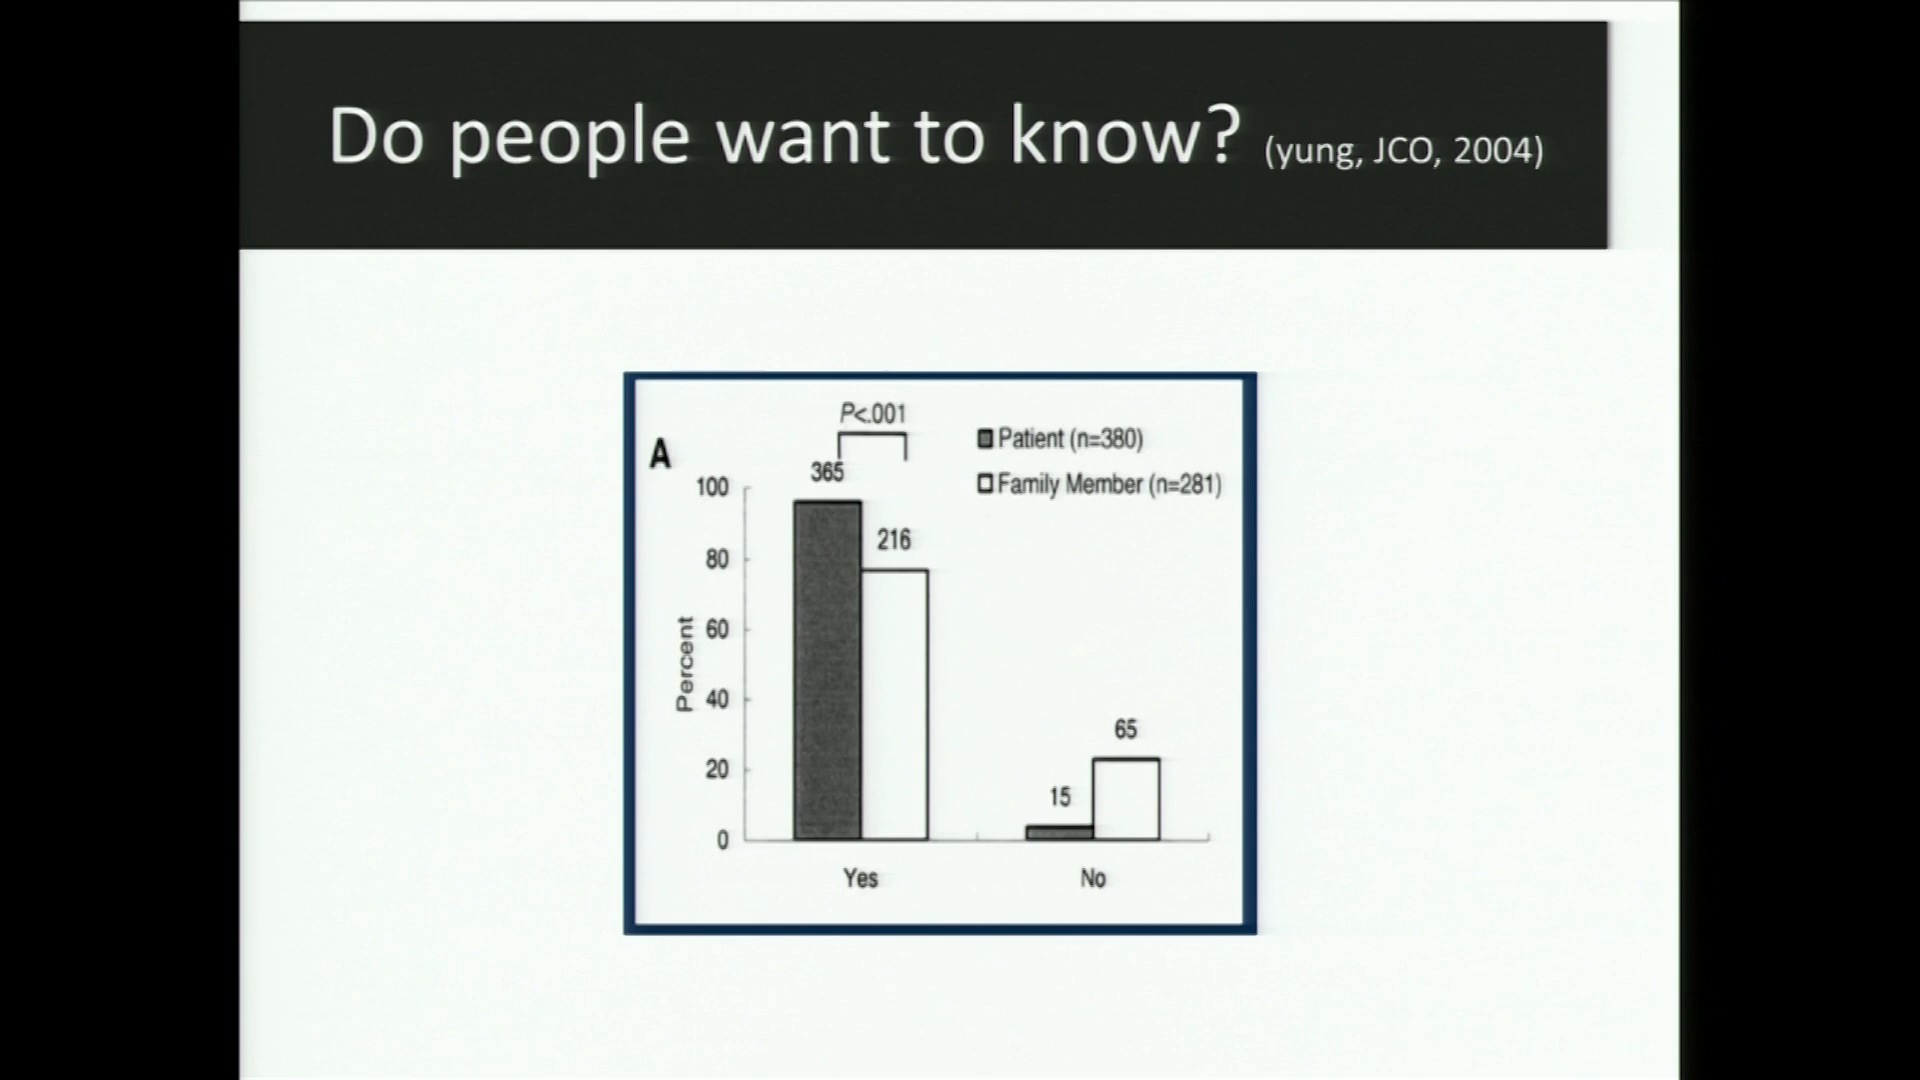 Do people want to know? (yung, JCO, 2004)
P<.001
A
Patient (n=380)
Family Member (n=281)
365
216
65
15
100
80
60
40
20
0
Percent
Yes
No